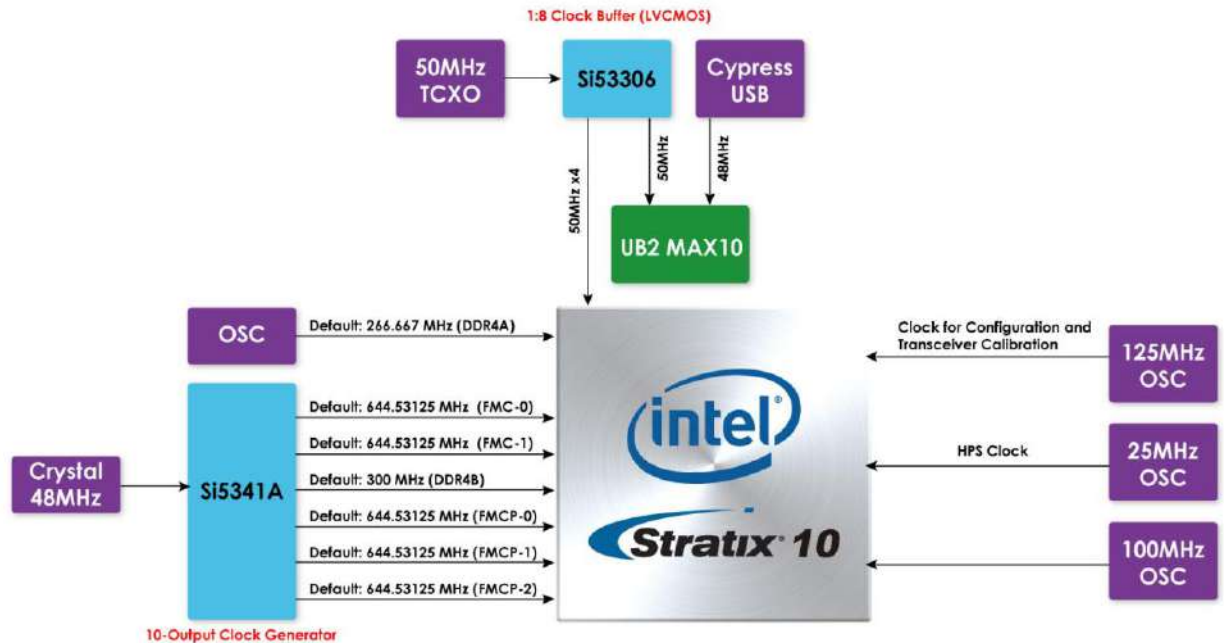 1:8 Clock Buffer (LVCMOS)
50MHz
TCXO
Si53306
Cypress
USB
50MHz x4
50MHz
48MHz
UB2 MAX10
OSC
Default: 266.667 MHz (DDR4A)
Crystal
48MHz
Si5341A
Default: 644.53125 MHz (FMC-0)
Default: 644.53125 MHz (FMC-1)
Default: 300 MHz (DDR4B)
Default: 644.53125 MHz (FMCP-0)
Default: 644.53125 MHz (FMCP-1)
Default: 644.53125 MHz (FMCP-2)
10-Output Clock Generator
intel®
Stratix® 10
Clock for Configuration and
Transceiver Calibration
125MHz
OSC
HPS Clock
25MHz
OSC
100MHz
OSC